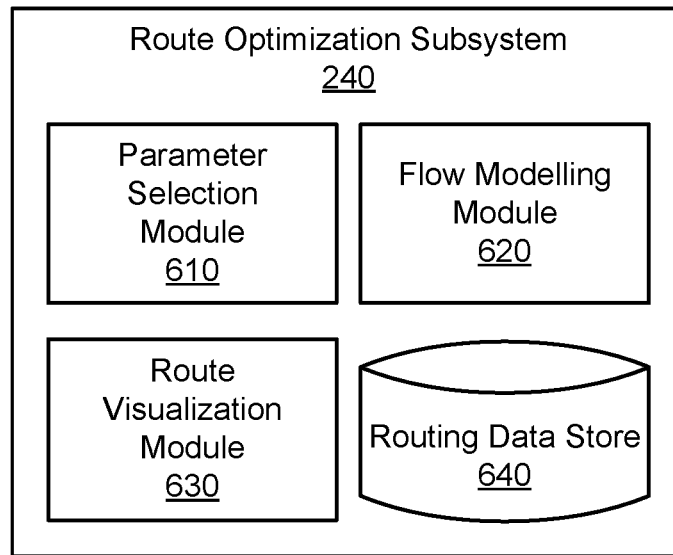 Route Optimization Subsystem
240
Parameter
Selection
Module
610
Flow Modelling
Module
620
Route
Visualization
Module
630
Routing Data Store
640